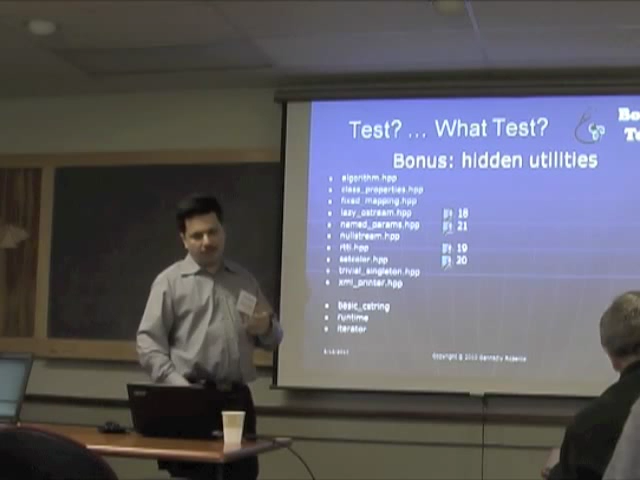 Test? ... What Test?
Bonus: hidden utilities
algorithm.hpp
class_properties.hpp
fixed_mapping.hpp
lazy_ostream.hpp 18
named_params.hpp 21
nullstream.hpp
rtti.hpp 19
setcolor.hpp 20
trivial_singleton.hpp
xml_printer.hpp
basic_cstring
runtime
iterator
Copyright ©